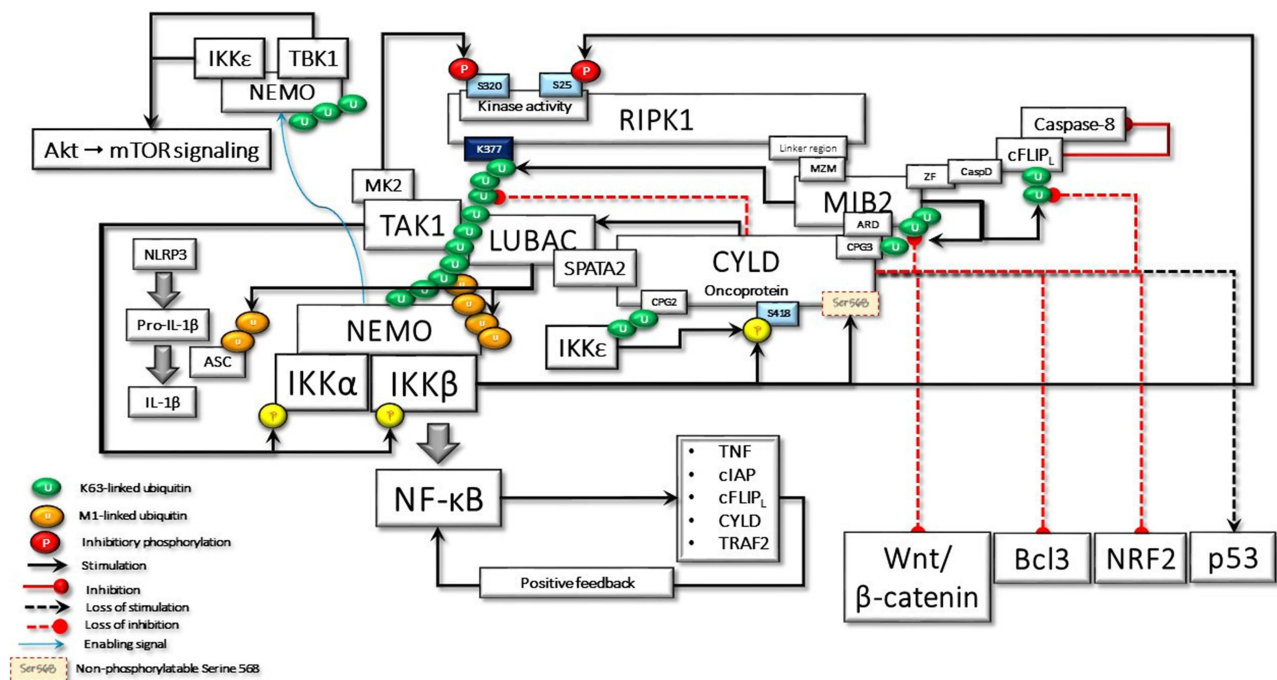 IKKε
TBK1
NEMO
U
U
U
Akt → mTOR signaling
P
P
S320
S25
Kinase activity
RIPK1
K377
Linker region
MZM
MIB2
ZF
CaspD
cFLIPL
Caspase-8
U
U
ARD
CPG3
U
U
U
MK2
TAK1
U
U
U
U
U
U
U
U
U
LUBAC
SPATA2
CYLD
Oncoprotein
CPG2
S418
Ser568
U
U
IKKε
P
NLRP3
Pro-IL-1β
IL-1β
ASC
u
u
u
u
u
u
NEMO
IKKα
IKKβ
P
P
NF-κB
• TNF
• cIAP
• cFLIPL
• CYLD
• TRAF2
Positive feedback
Wnt/
β-catenin
Bcl3
NRF2
p53
U K63-linked ubiquitin
u M1-linked ubiquitin
P Inhibitiory phosphorylation
Stimulation
Inhibition
Loss of stimulation
Loss of inhibition
Enabling signal
Ser568 Non-phosphorylatable Serine 568